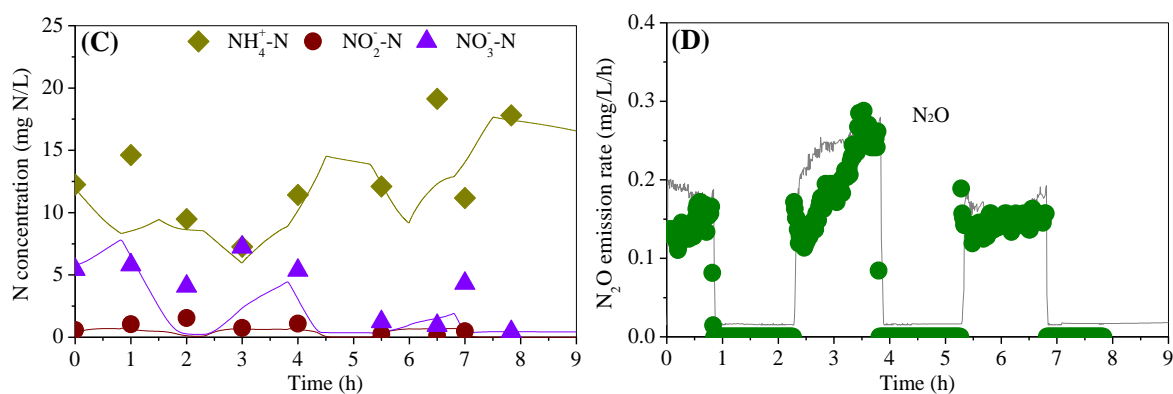 (C)
NH₄⁺-N NO₂⁻-N NO₃⁻-N
N concentration (mg N/L)
25
20
15
10
5
0
0 1 2 3 4 5 6 7 8 9
Time (h)
(D)
N₂O
N₂O emission rate (mg/L/h)
0.4
0.3
0.2
0.1
0.0
0 1 2 3 4 5 6 7 8 9
Time (h)